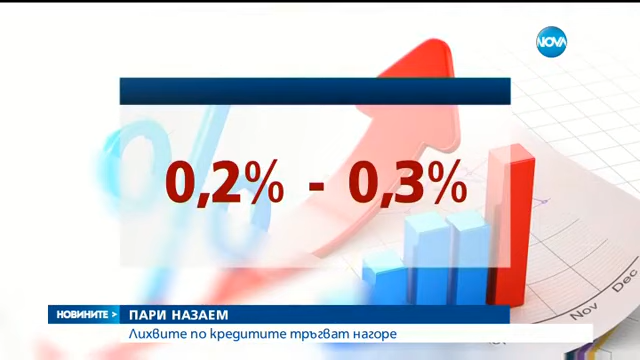 NOVA
0,2% - 0,3%
Nov
Dec
НОВИНИТЕ >
ПАРИ НАЗАЕМ
Лихвите по кредитите тръгват нагоре